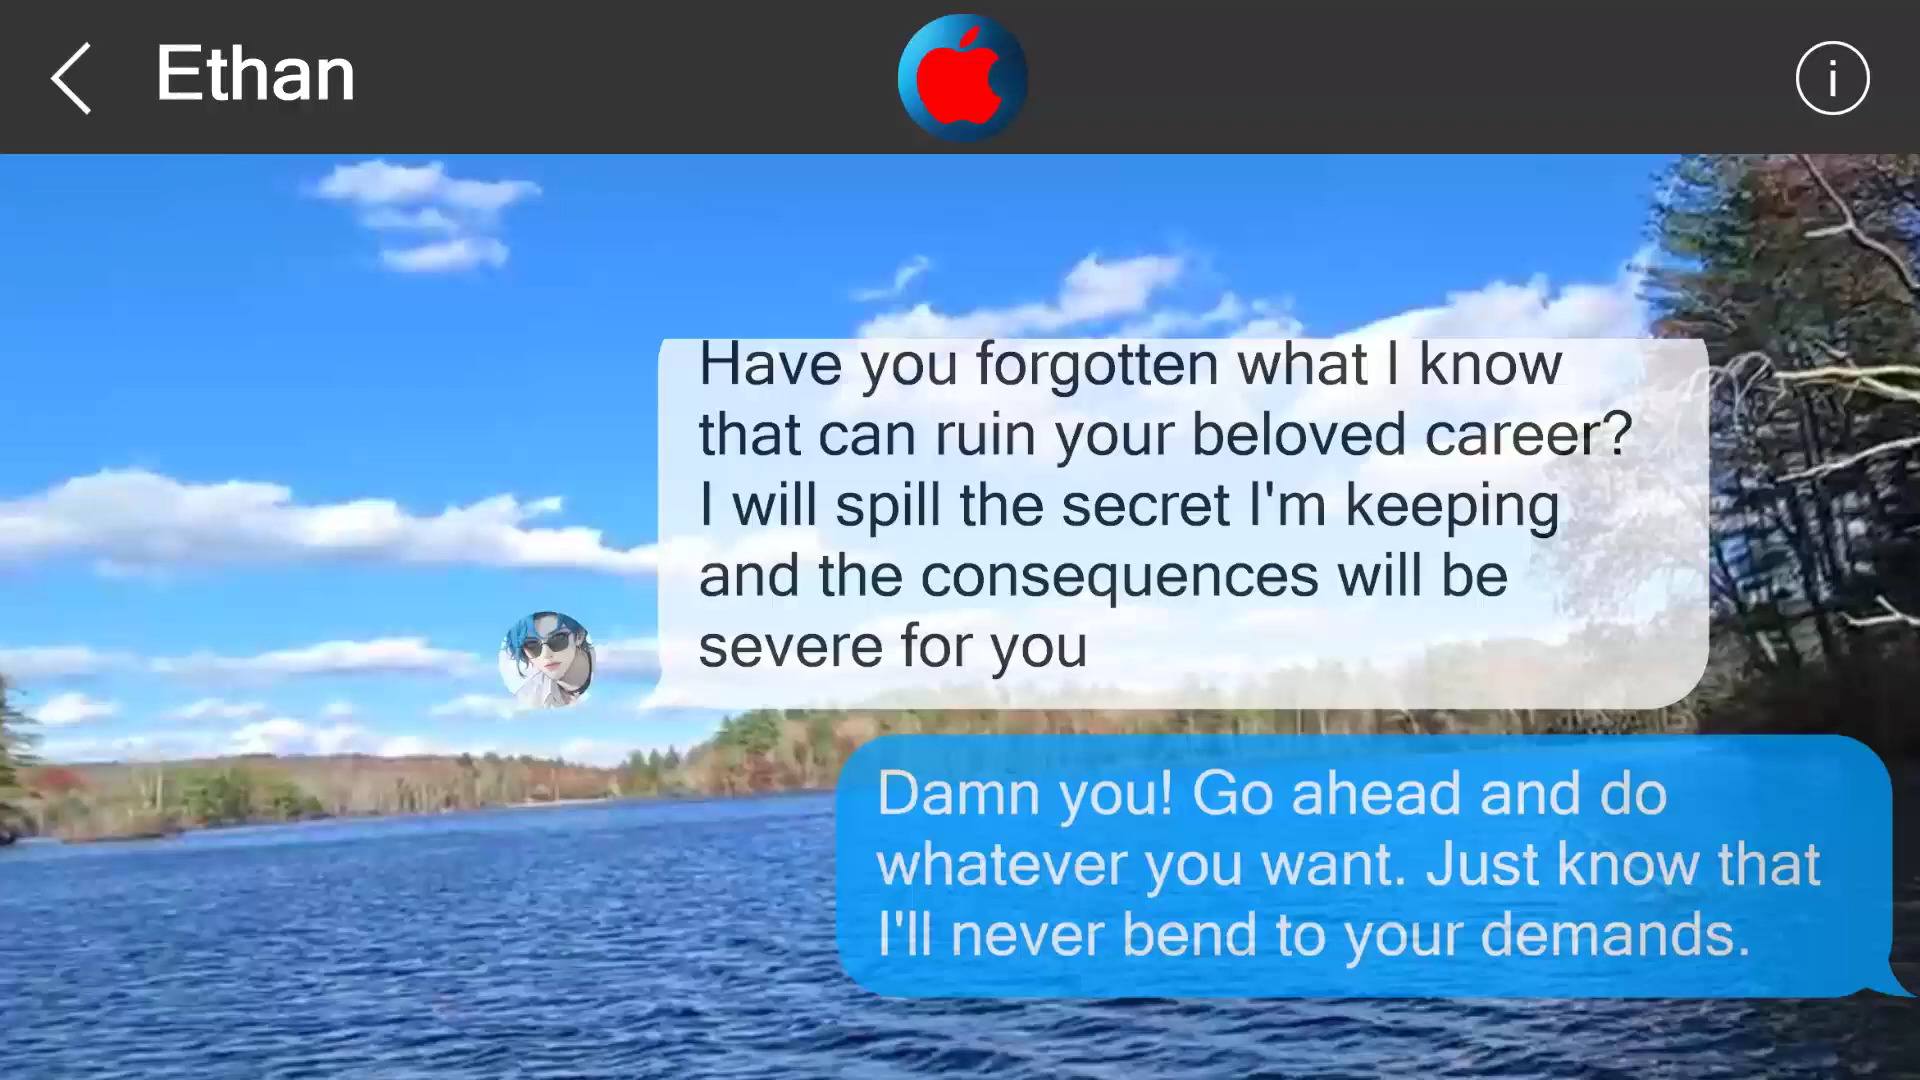 Ethan
i
Have you forgotten what I know
that can ruin your beloved career?
I will spill the secret I'm keeping
and the consequences will be
severe for you
Damn you! Go ahead and do
whatever you want. Just know that
I'll never bend to your demands.